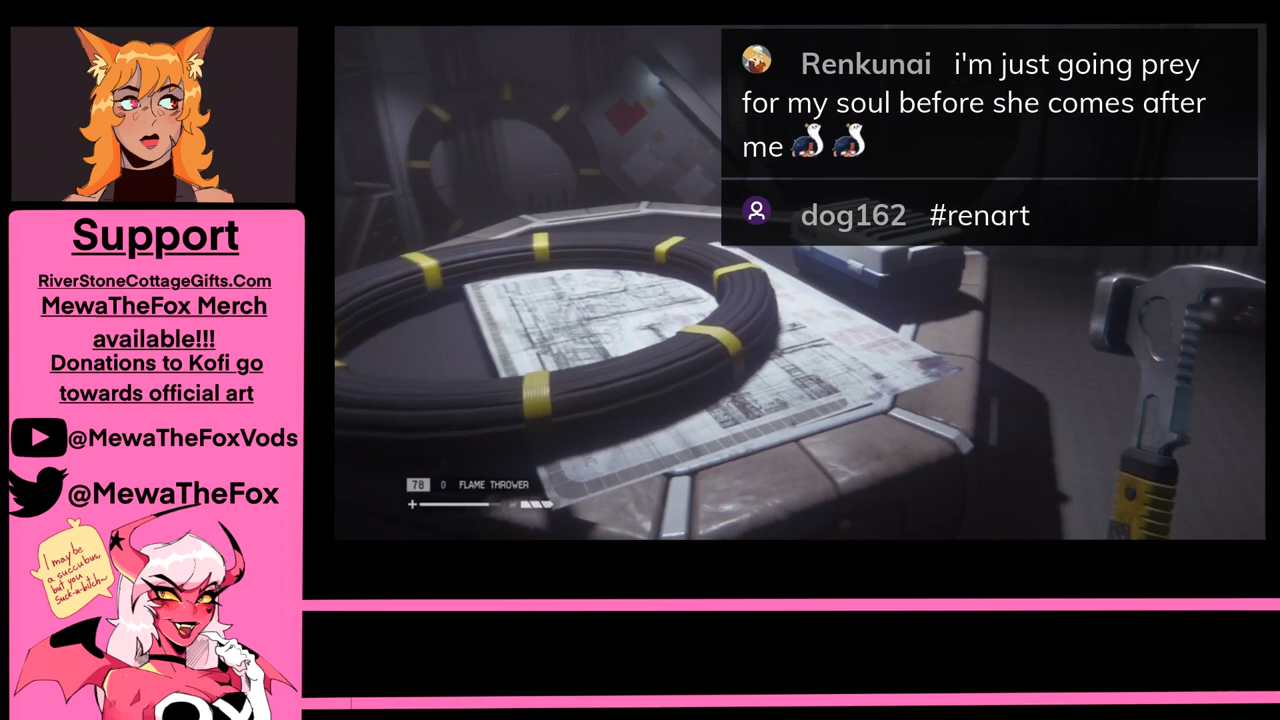 Support
RiverStoneCottageGifts.Com
MewaTheFox Merch
available!!!
Donations to Kofi go
towards official art
@MewaTheFoxVods
@MewaTheFox
I may be
a succubus,
but you
suck-a-bitch~
Renkunai i'm just going prey
for my soul before she comes after
me
dog162 #renart
78 0 FLAME THROWER